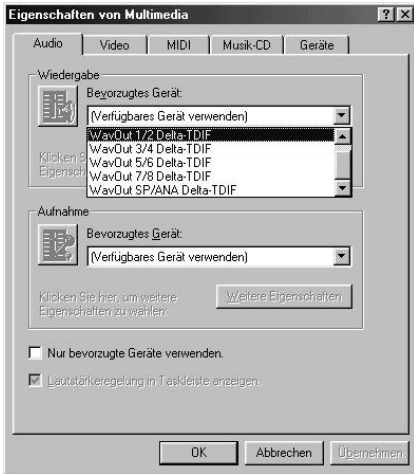 Eigenschaften von Multimedia
Audio Video MIDI Musik-CD Geräte
Wiedergabe
Bevorzugtes Gerät:
(Verfügbares Gerät verwenden)
WavOut 1/2 Delta-TDIF
WavOut 3/4 Delta-TDIF
WavOut 5/6 Delta-TDIF
WavOut 7/8 Delta-TDIF
WavOut SP/ANA Delta-TDIF
Klicken S
Eigensch
Aufnahme
Bevorzugtes Gerät:
(Verfügbares Gerät verwenden)
Klicken Sie hier, um weitere
Eigenschaften zu wählen:
Weitere Eigenschaften
Nur bevorzugte Geräte verwenden.
Lautstärkeregelung in Taskleiste anzeigen.
OK Abbrechen Übernehmen